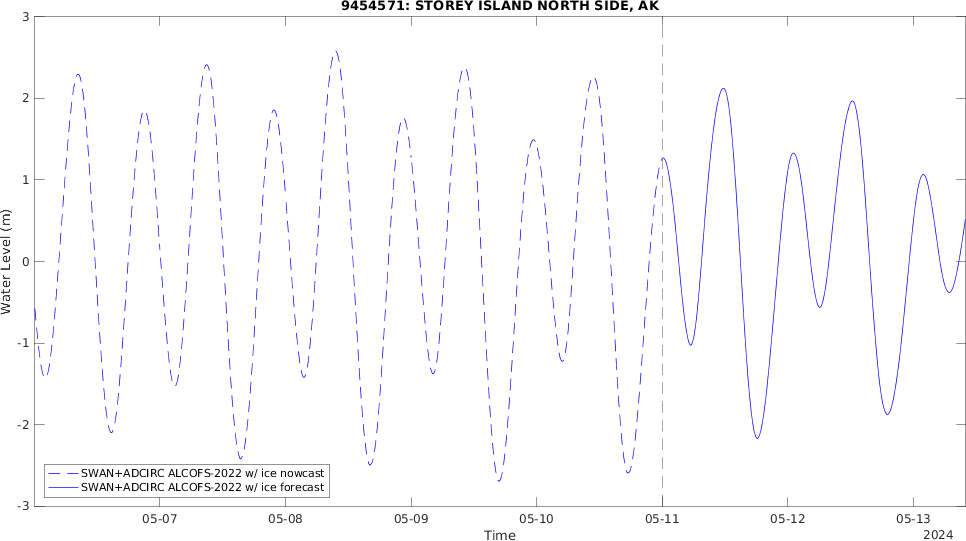 9454571: STOREY ISLAND NORTH SIDE, AK
3
2
1
0
-1
-2
-3
Water Level (m)
SWAN+ADCIRC ALCOFS-2022 w/ ice nowcast
SWAN+ADCIRC ALCOFS-2022 w/ ice forecast
05-07 05-08 05-09 05-10 05-11 05-12 05-13
Time
2024